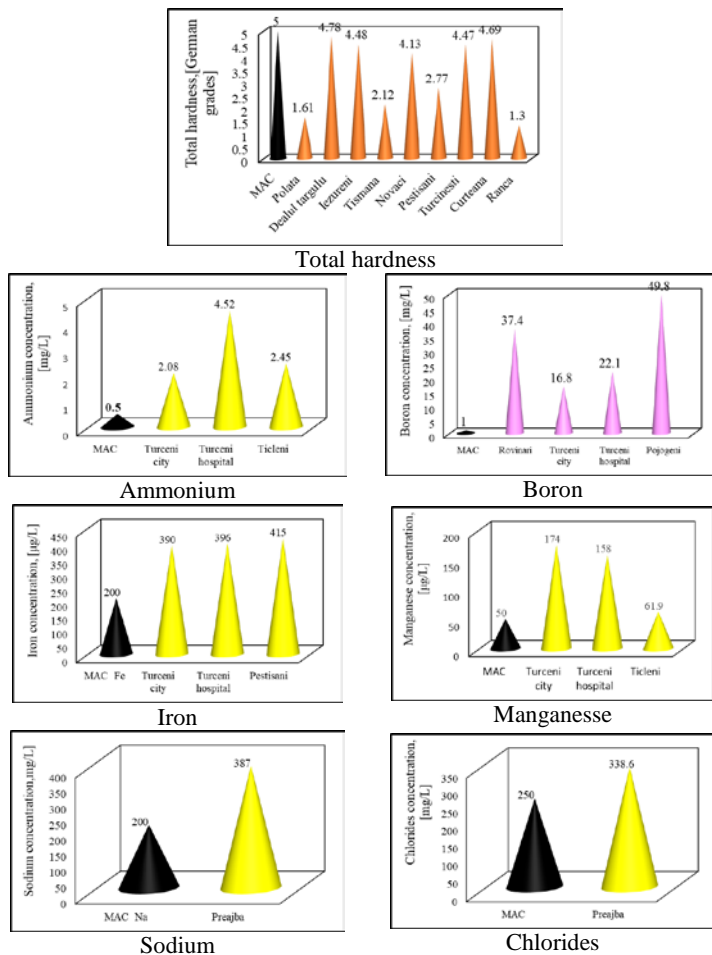 Total hardness,[German
grades]
5
4.5
4
3.5
3
2.5
2
1.5
1
0.5
0
5
1.61
4.78
4.48
2.12
4.13
2.77
4.47
4.69
1.3
MAC
Polata
Dealul targulu
Iezureni
Tismana
Novaci
Pestisani
Turcinesti
Curteana
Ranca
Total hardness
Ammonium concentration,
[mg/L]
5
4
3
2
1
0
0.5
2.08
4.52
2.45
MAC
Turceni
city
Turceni
hospital
Ticleni
Ammonium
Boron concentration, [mg/L]
50
45
40
35
30
25
20
15
10
5
0
1
37.4
16.8
22.1
49.8
MAC
Rovinari
Turceni
city
Turceni
hospital
Pojogeni
Boron
Iron concentration, [µg/L]
450
400
350
300
250
200
150
100
50
0
200
390
396
415
MAC Fe
Turceni
city
Turceni
hospital
Pestisani
Iron
Manganese concentration,
[µg/L]
200
150
100
50
0
50
174
158
61.9
MAC
Turceni
city
Turceni
hospital
Ticleni
Manganesse
Sodium concentration,mg/L]
400
350
300
250
200
150
100
50
0
200
387
MAC Na
Preajba
Sodium
Chlorides concentration,
[mg/L]
350
300
250
200
150
100
50
0
250
338.6
MAC
Preajba
Chlorides